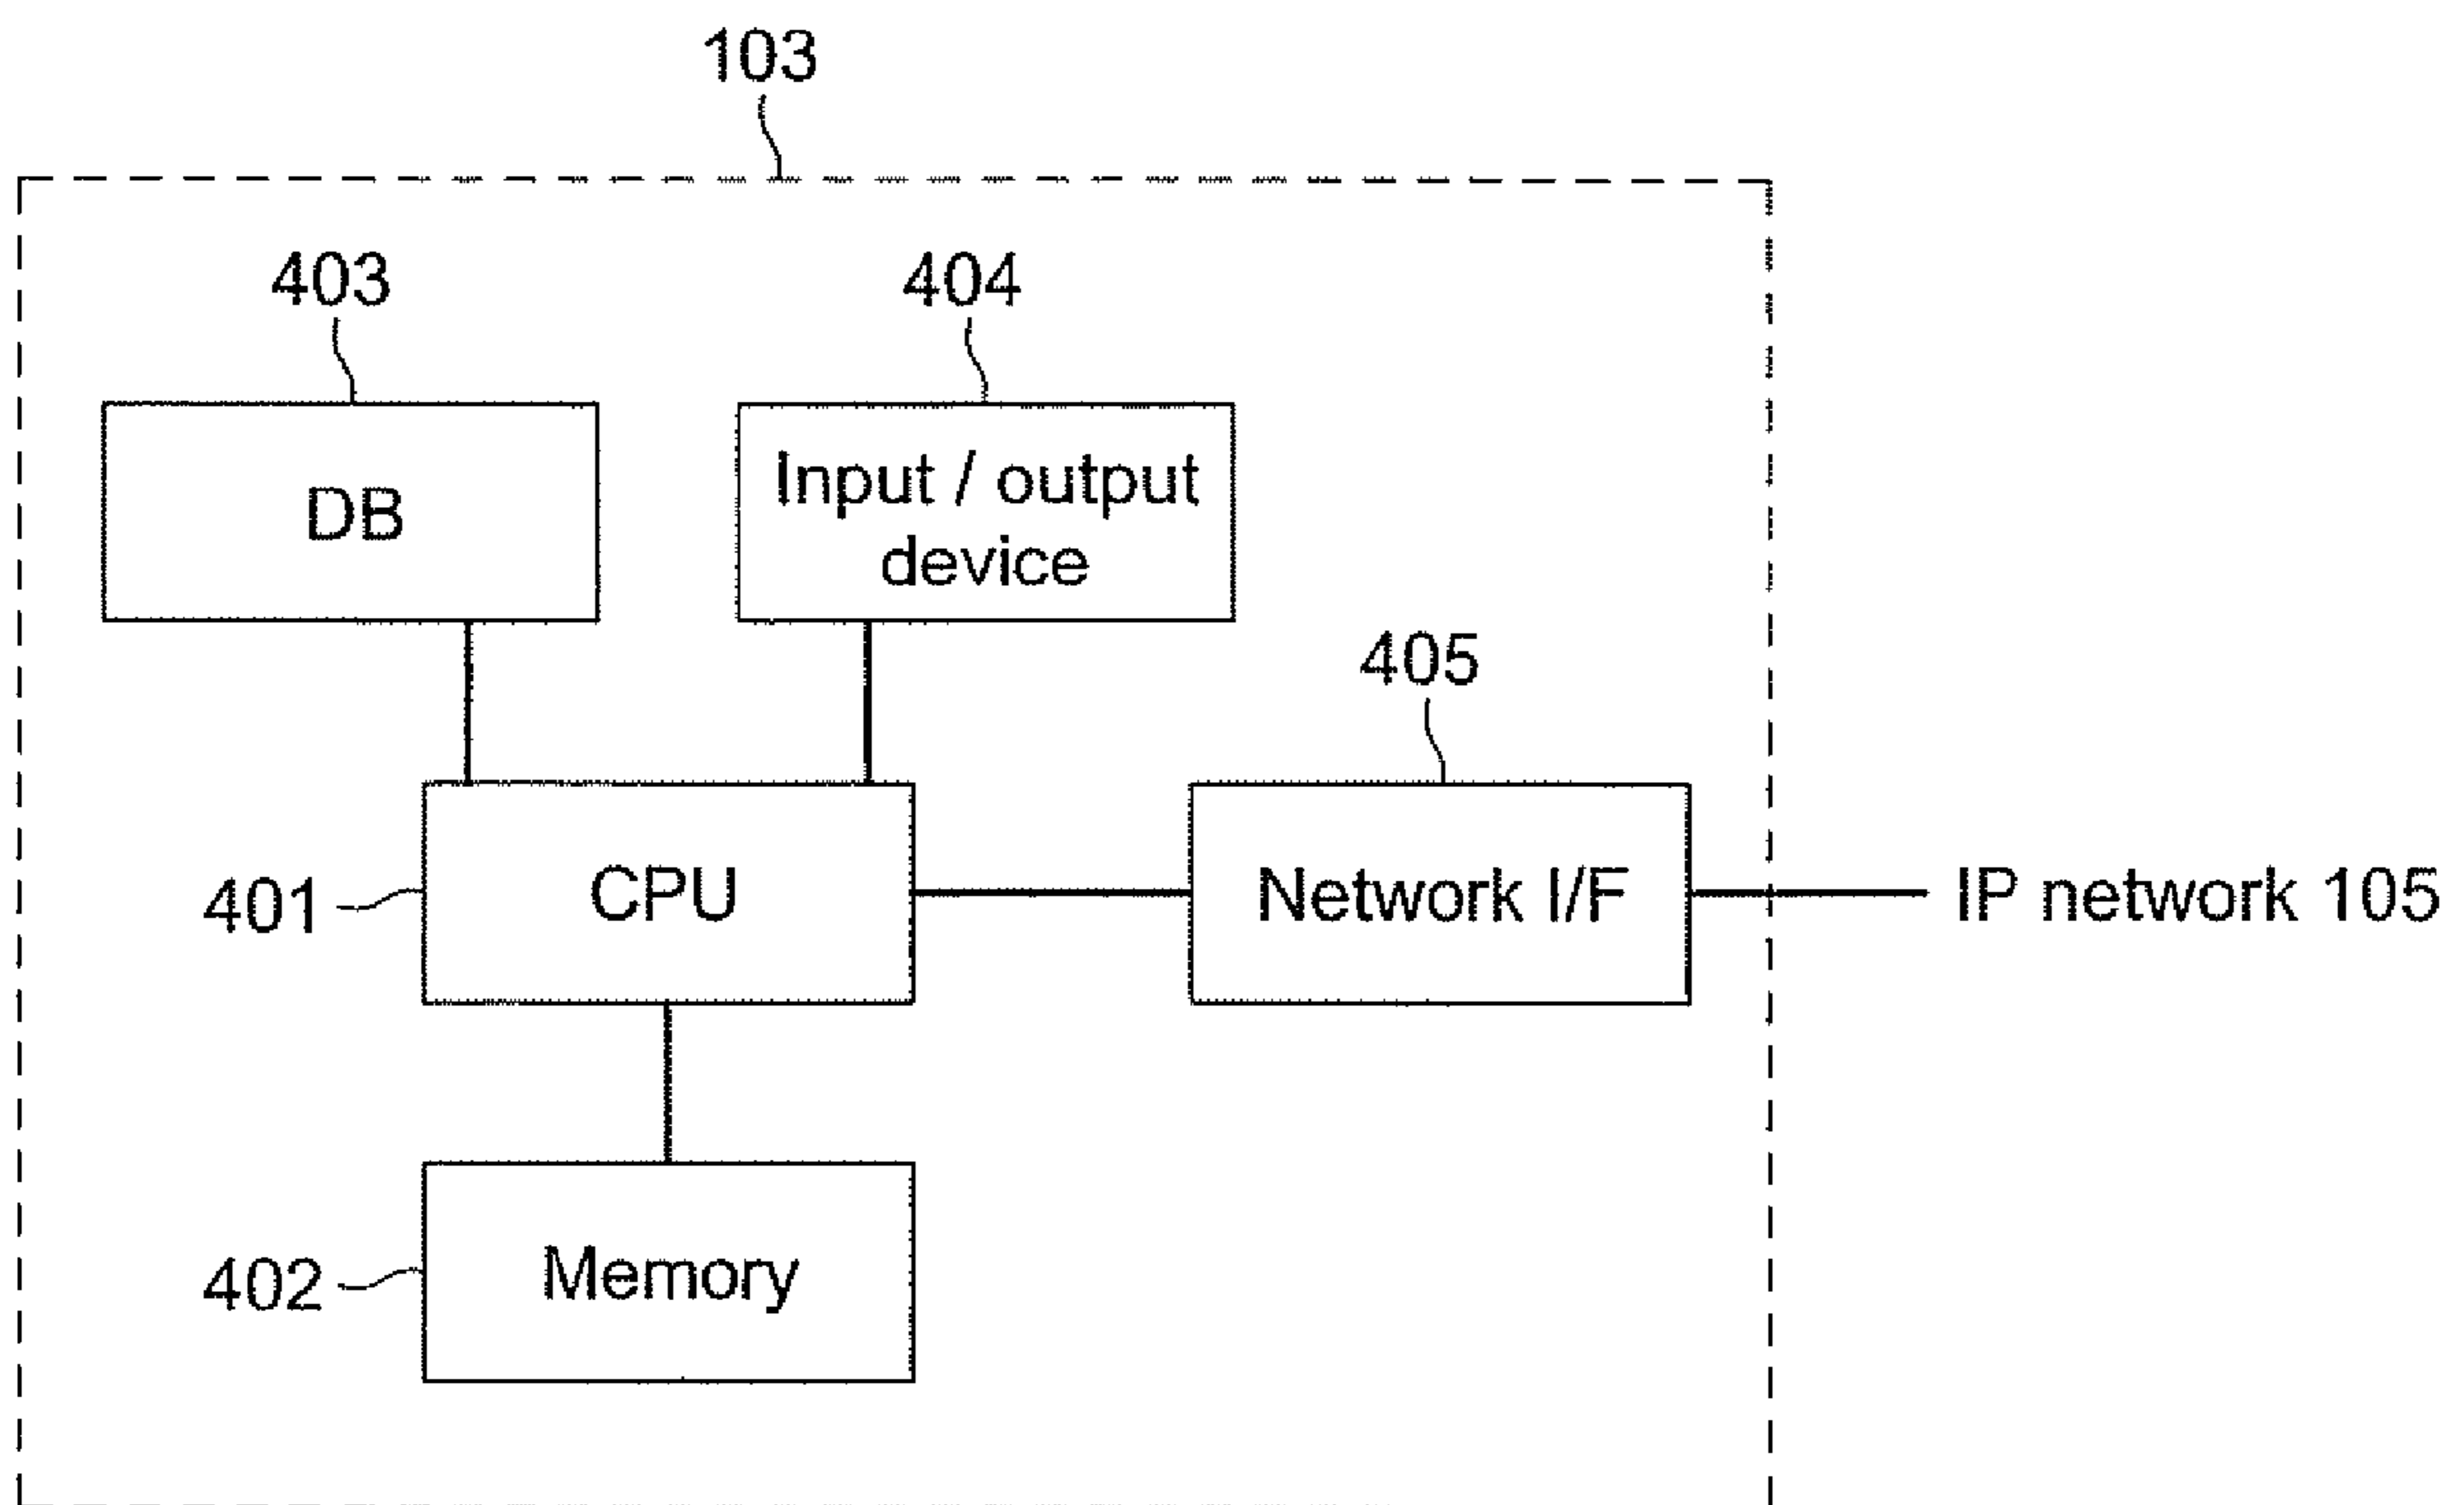 103
403
404
DB
Input / output
device
405
401
CPU
Network I/F
IP network 105
402
Memory